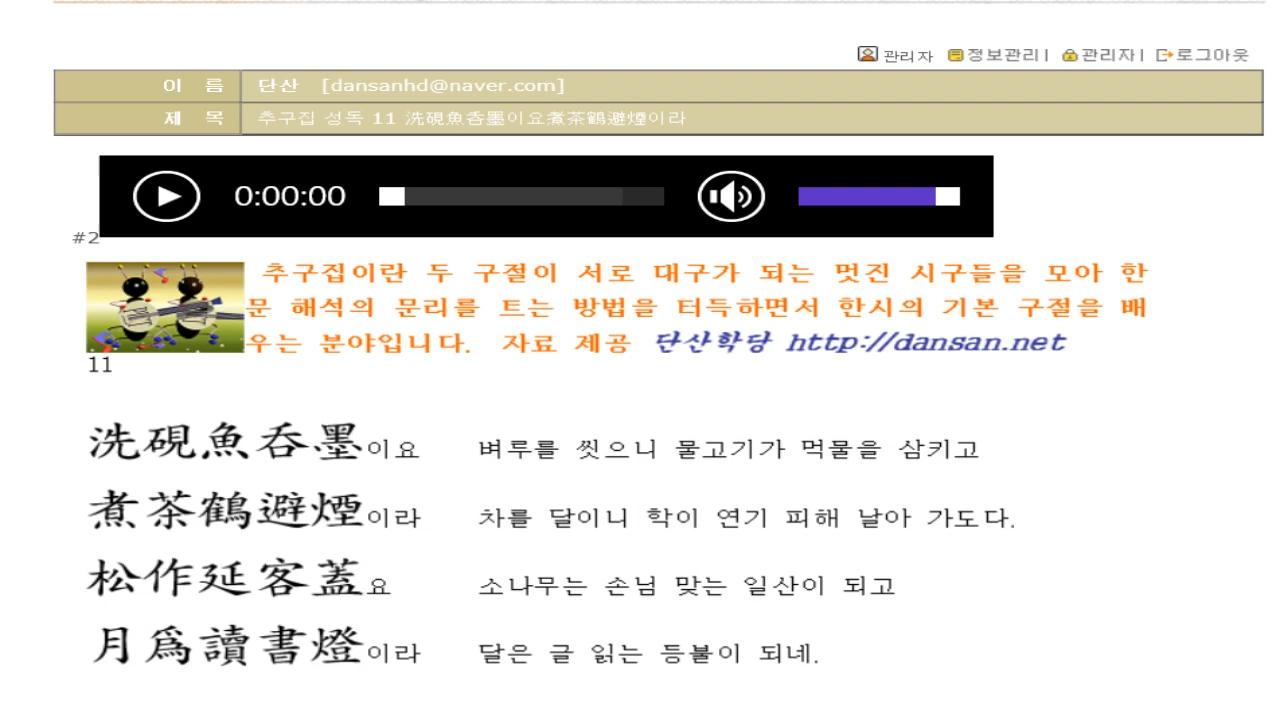 관리자 정보관리| 관리자| 로그아웃
이 름 단산 [dansanhd@naver.com]
제 목 추구집 성독 11 洗硯魚呑墨이요煮茶鶴避煙이라
0:00:00
#2
추구집이란 두 구절이 서로 대구가 되는 멋진 시구들을 모아 한
문 해석의 문리를 트는 방법을 터득하면서 한시의 기본 구절을 배
우는 분야입니다. 자료 제공 단산학당 http://dansan.net
11
洗硯魚呑墨이요 벼루를 씻으니 물고기가 먹물을 삼키고
煮茶鶴避煙이라 차를 달이니 학이 연기 피해 날아 가도다.
松作延客蓋요 소나무는 손님 맞는 일산이 되고
月爲讀書燈이라 달은 글 읽는 등불이 되네.